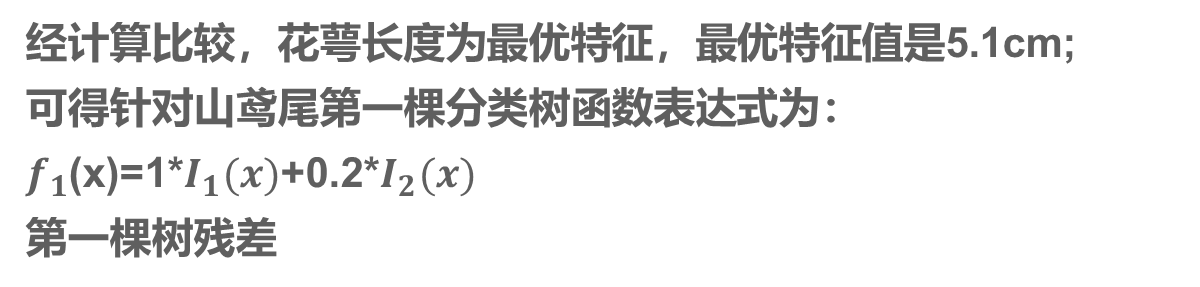 经计算比较，花萼长度为最优特征，最优特征值是5.1cm;
可得针对山鸢尾第一棵分类树函数表达式为：
𝒇₁(x)=1*𝑰₁(𝒙)+0.2*𝑰₂(𝒙)
第一棵树残差